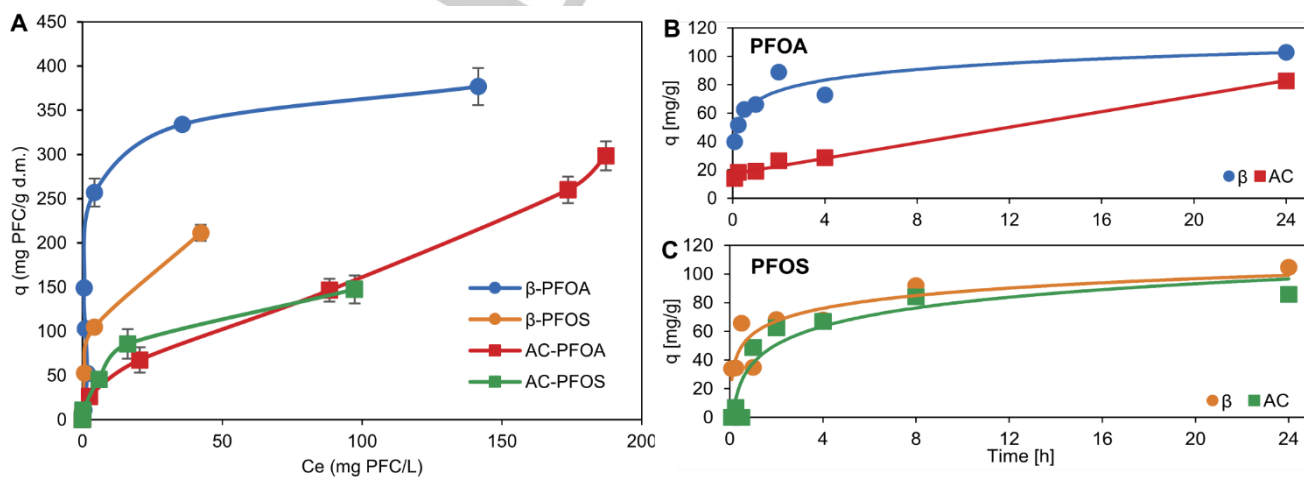 A
q (mg PFC/g d.m.)
450
400
350
300
250
200
150
100
50
0
0 50 100 150 200
Ce (mg PFC/L)
β-PFOA
β-PFOS
AC-PFOA
AC-PFOS
B
PFOA
q [mg/g]
120
100
80
60
40
20
0
0 4 8 12 16 20 24
β AC
C
PFOS
q [mg/g]
120
100
80
60
40
20
0
0 4 8 12 16 20 24
β AC
Time [h]